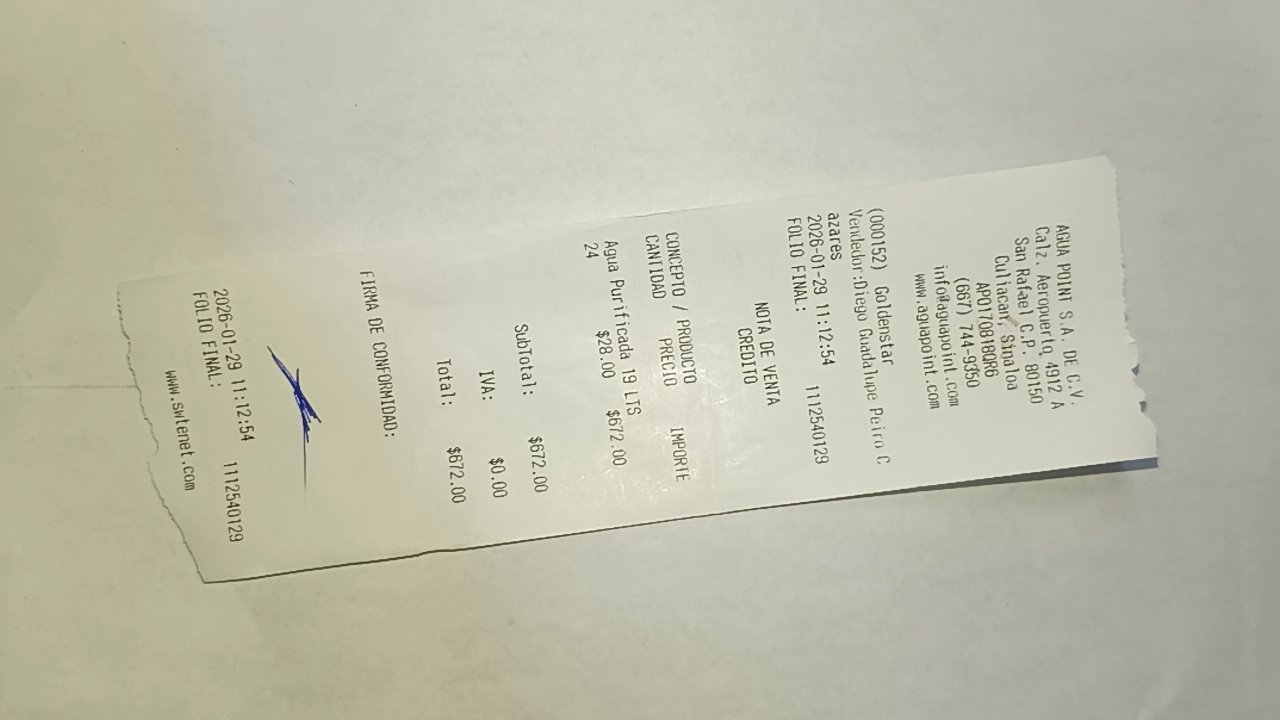 AGUA POINT S.A. DE C.V.
Calz. Aeropuerto 4912 A
San Rafael C.P. 80150
Culiacan, Sinaloa
APO170818QR6
(667) 744-9350
info@aguapoint.com
www.aguapoint.com
(000152) Goldenstar
Vendedor:Diego Guadalupe Peiro C
azares
2026-01-29 11:12:54 1112540129
FOLIO FINAL:
NOTA DE VENTA
CREDITO
CONCEPTO / PRODUCTO
CANTIDAD PRECIO IMPORTE
Agua Purificada 19 LTS
24 $28.00 $672.00
SubTotal: $672.00
IVA: $0.00
Total: $672.00
FIRMA DE CONFORMIDAD:
2026-01-29 11:12:54 1112540129
FOLIO FINAL:
www.swtenet.com